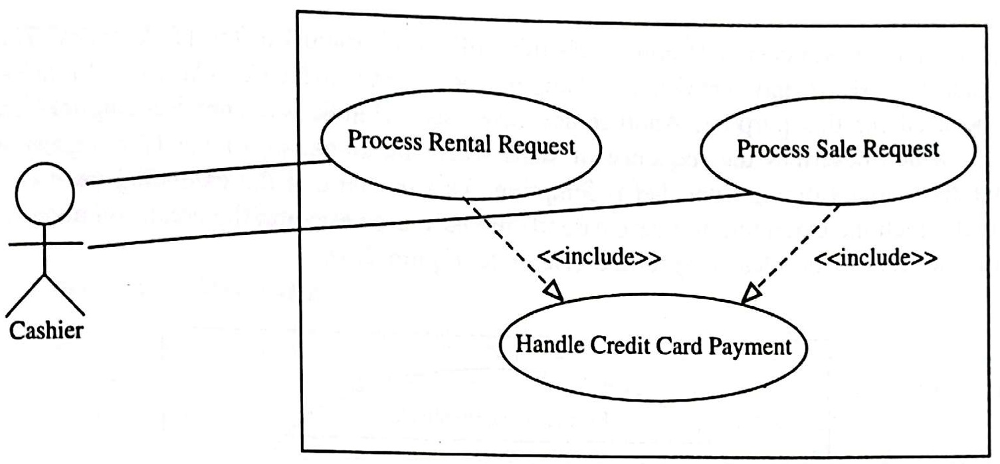 Process Rental Request
Process Sale Request
<<include>>
<<include>>
Cashier
Handle Credit Card Payment